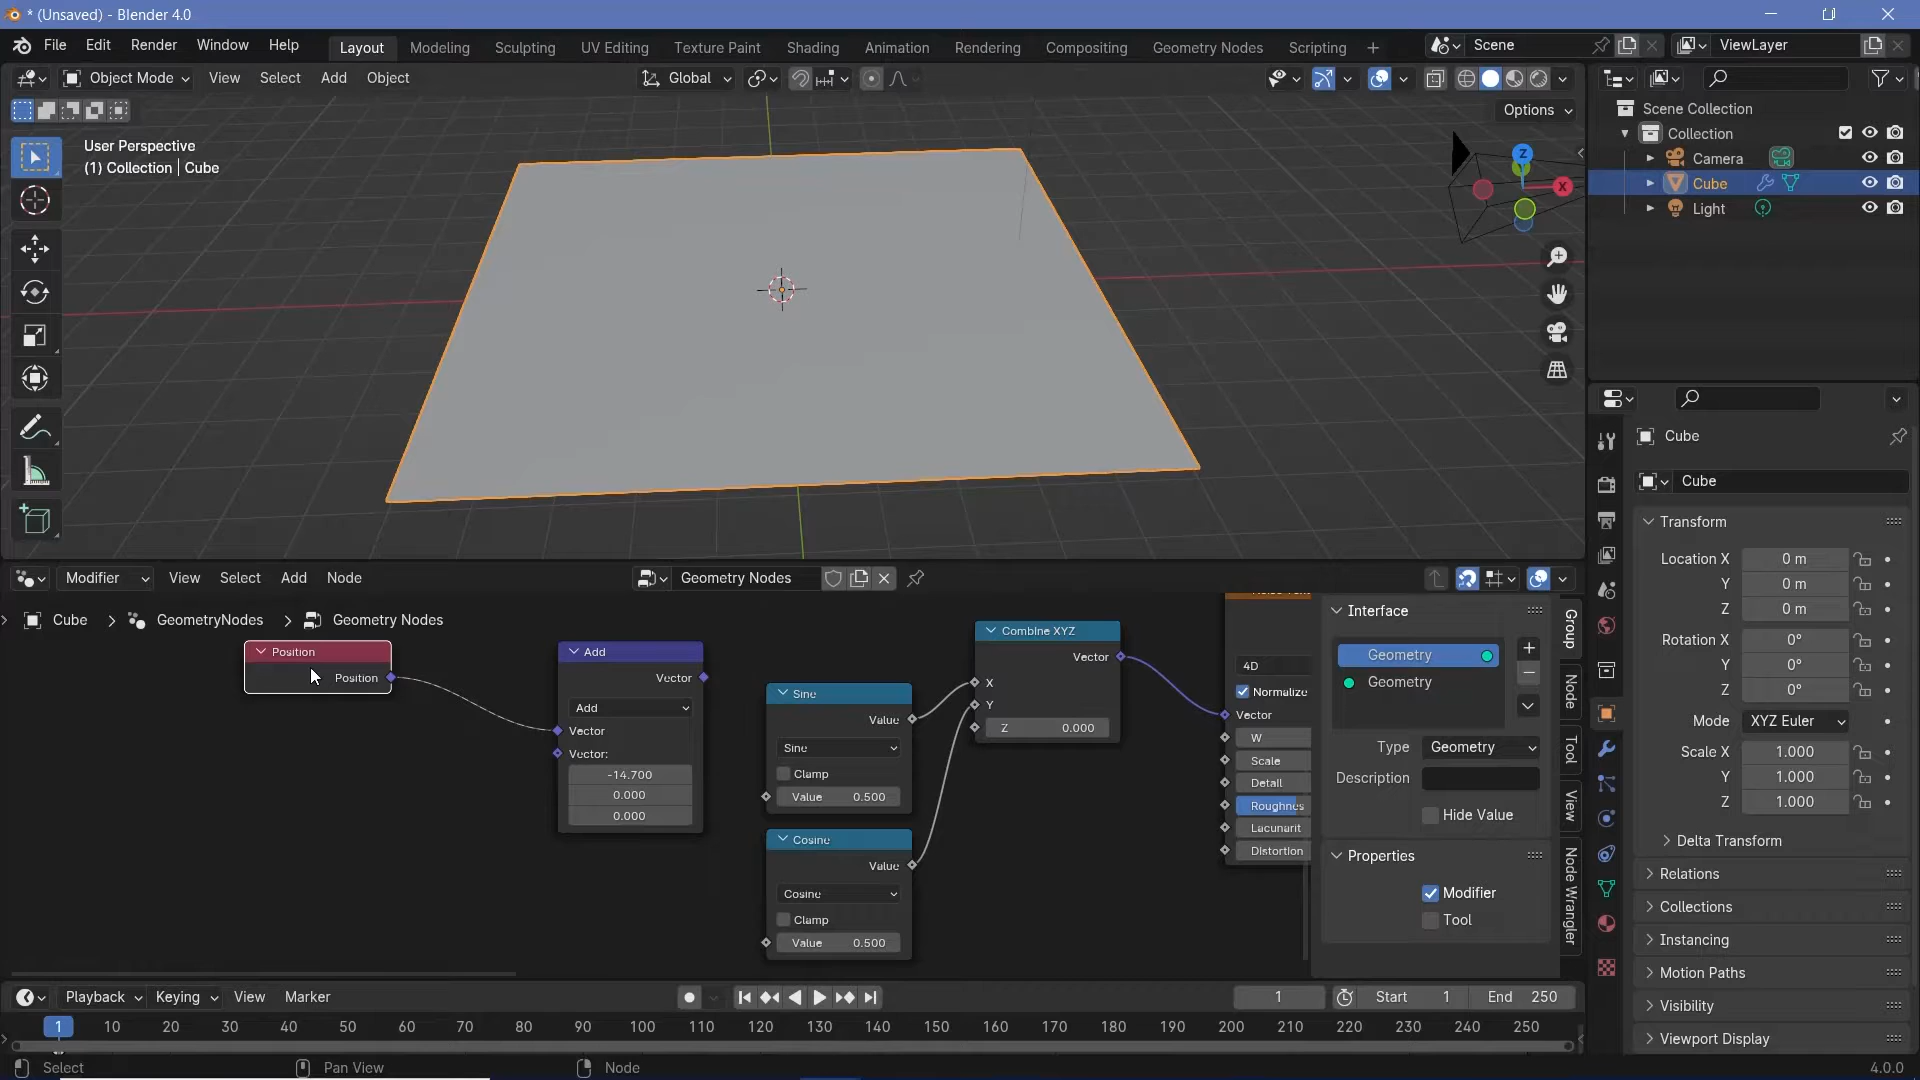 * (Unsaved) - Blender 4.0
File Edit Render Window Help Layout Modeling Sculpting UV Editing Texture Paint Shading Animation Rendering Compositing Geometry Nodes Scripting + Scene ViewLayer
Object Mode View Select Add Object Global
Options
User Perspective
(1) Collection | Cube
Z
X
Scene Collection
Collection
Camera
Cube
Light
Cube
Cube
Transform
Location X 0 m
Y 0 m
Z 0 m
Rotation X 0°
Y 0°
Z 0°
Mode XYZ Euler
Scale X 1.000
Y 1.000
Z 1.000
Delta Transform
Relations
Collections
Instancing
Motion Paths
Visibility
Viewport Display
Modifier View Select Add Node Geometry Nodes
Cube > GeometryNodes > Geometry Nodes
Position
Position
Add
Vector
Add
Vector
Vector:
-14.700
0.000
0.000
Sine
Value
Sine
Clamp
Value 0.500
Cosine
Value
Cosine
Clamp
Value 0.500
Combine XYZ
Vector
X
Y
Z 0.000
4D
Normalize
Vector
W
Scale
Detail
Roughnes
Lacunarit
Distortion
Interface
Geometry
Geometry
Type Geometry
Description
Hide Value
Properties
Modifier
Tool
Group
Node
Tool
View
Node Wrangler
Playback Keying View Marker 1 Start 1 End 250
1 10 20 30 40 50 60 70 80 90 100 110 120 130 140 150 160 170 180 190 200 210 220 230 240 250
Select Pan View Node 4.0.0